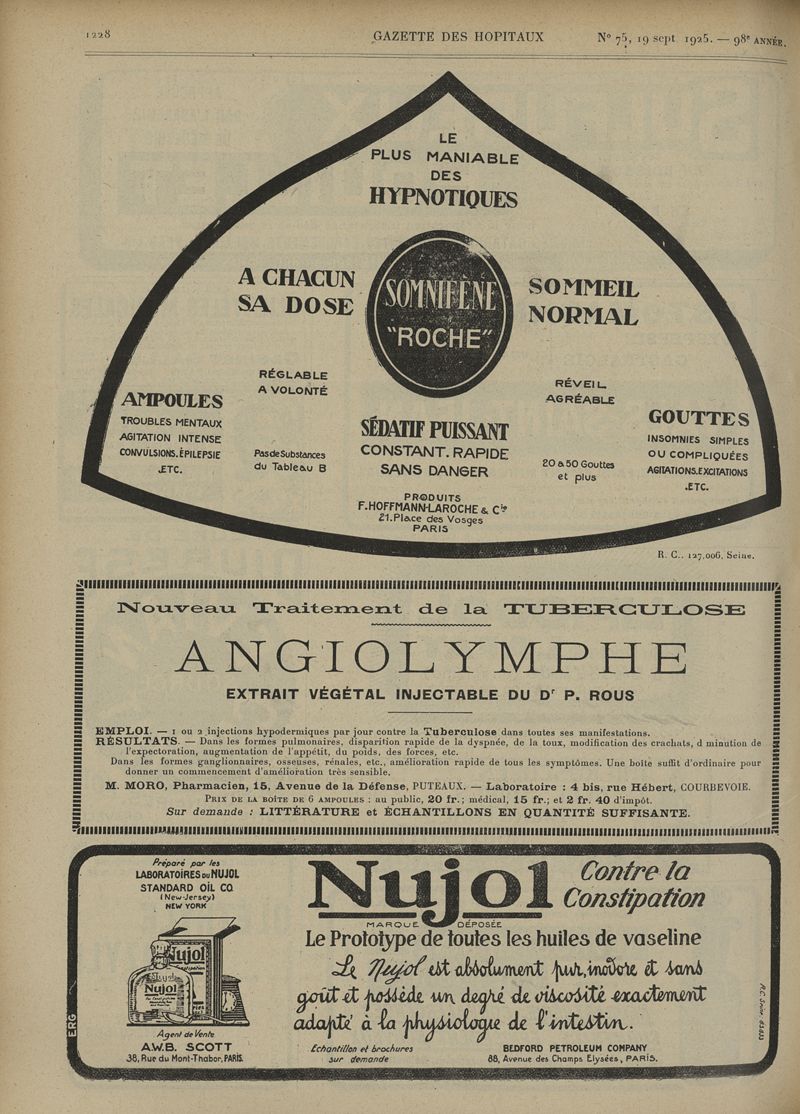 1228
GAZETTE DES HOPITAUX
N° 75, 19 sept 1925. — 98e ANNÉE.
LE
PLUS MANIABLE
DES
HYPNOTIQUES
A CHACUN
SA DOSE
SOMNIFÈNE
"ROCHE"
SOMMEIL
NORMAL
RÉGLABLE
A VOLONTÉ
RÉVEIL
AGRÉABLE
AMPOULES
TROUBLES MENTAUX
AGITATION INTENSE
CONVULSIONS.ÉPILEPSIE
.ETC.
Pas de Substances
du Tableau B
SÉDATIF PUISSANT
CONSTANT. RAPIDE
SANS DANGER
20 a 50 Gouttes
et plus
GOUTTES
INSOMNIES SIMPLES
OU COMPLIQUÉES
AGITATIONS.EXCITATIONS
.ETC.
PRODUITS
F.HOFFMANN-LAROCHE & Cie
21.Place des Vosges
PARIS
R. C.. 127.006, Seine.
Nouveau Traitement de la TUBERCULOSE
ANGIOLYMPHE
EXTRAIT VÉGÉTAL INJECTABLE DU Dr P. ROUS
EMPLOI. — 1 ou 2 injections hypodermiques par jour contre la Tuberculose dans toutes ses manifestations.
RÉSULTATS. — Dans les formes pulmonaires, disparition rapide de la dyspnée, de la toux, modification des crachats, d minution de
l'expectoration, augmentation de l'appétit, du poids, des forces, etc.
Dans les formes ganglionnaires, osseuses, rénales, etc., amélioration rapide de tous les symptômes. Une boîte suffit d'ordinaire pour
donner un commencement d'amélioration très sensible.
M. MORO, Pharmacien, 15, Avenue de la Défense, PUTEAUX. — Laboratoire : 4 bis, rue Hébert, COURBEVOIE.
PRIX DE LA BOITE DE 6 AMPOULES : au public, 20 fr.; médical, 15 fr.; et 2 fr. 40 d'impôt.
Sur demande : LITTÉRATURE et ÉCHANTILLONS EN QUANTITÉ SUFFISANTE.
Préparé par les
LABORATOIRES DU NUJOL
STANDARD OIL CO.
(New-Jersey)
NEW YORK
Nujol
Nujol
Agent de Vente
A.W.B. SCOTT
38, Rue du Mont-Thabor, PARIS.
ERG
Nujol
MARQUE DÉPOSÉE
Contre la
Constipation
Le Prototype de toutes les huiles de vaseline
Le Nujol est absolument pur, inodore et sans
goût et possède un degré de viscosité exactement
adapté à la physiologie de l'intestin.
Echantillon et brochures
sur demande
BEDFORD PETROLEUM COMPANY
88, Avenue des Champs Elysées, PARIS.